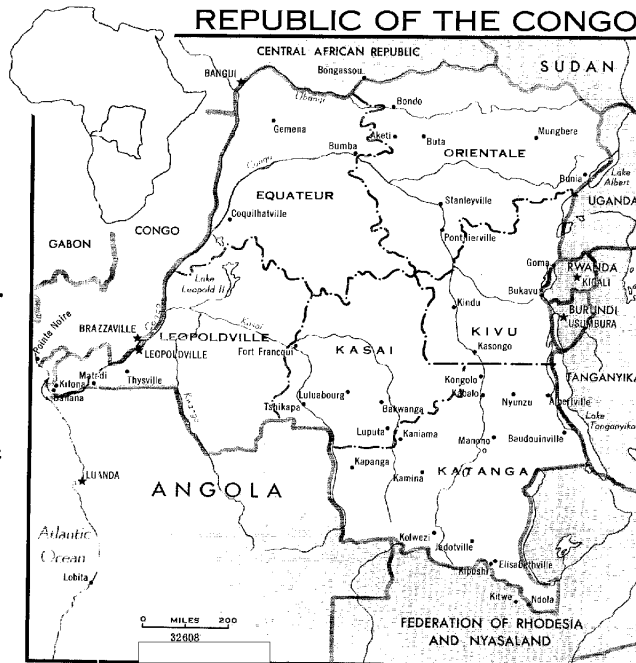 REPUBLIC OF THE CONGO
CENTRAL AFRICAN REPUBLIC
SUDAN
BANGUI
Bongassou
Ubangi
Bondo
Gemena
Aketi
Buta
Mungbere
Bumba
ORIENTALE
Congo
Bunia
Lake
Albert
EQUATEUR
UGANDA
Stanleyville
Coquilhatville
CONGO
GABON
Ponthierville
Goma
RWANDA
KIGALI
Lake
Leopold II
Bukavu
Kindu
BURUNDI
USUMBURA
Pointe Noire
BRAZZAVILLE
Kasai
LEOPOLDVILLE
KIVU
LEOPOLDVILLE
Fort Francqui
KASAI
Kasongo
Matadi
Thysville
TANGANYIKA
Kitona
Banana
Kongolo
Kabalo
Nyunzu
Albertville
Luluabourg
Tshikapa
Bakwanga
Lake
Tanganyika
Luputa
Kaniama
Manono
Baudouinville
Kapanga
KATANGA
LUANDA
Kamina
ANGOLA
Atlantic
Ocean
Kolwezi
Jadotville
Lobita
Kipushi
Elisabethville
Kitwe
Ndola
0 MILES 200
32608
FEDERATION OF RHODESIA
AND NYASALAND